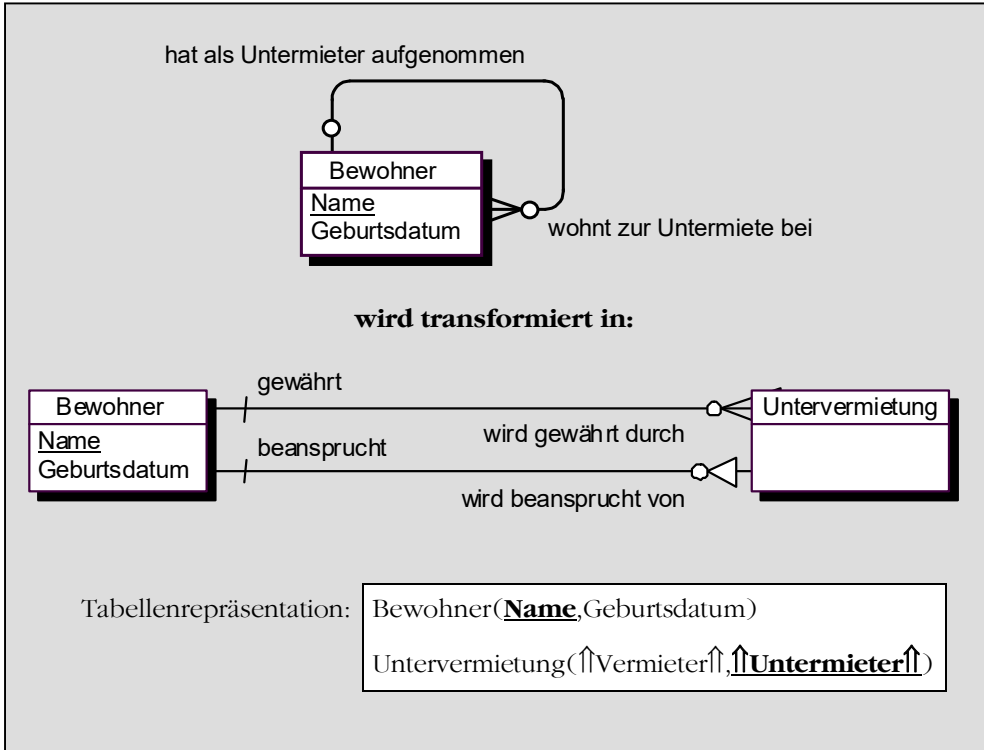 hat als Untermieter aufgenommen
Bewohner
Name
Geburtsdatum
wohnt zur Untermiete bei
wird transformiert in:
gewährt
Bewohner
Untervermietung
wird gewährt durch
Name
beansprucht
Geburtsdatum
wird beansprucht von
Tabellenrepräsentation: Bewohner(Name,Geburtsdatum)
Untervermietung(⇑Vermieter⇑,⇑Untermieter⇑)